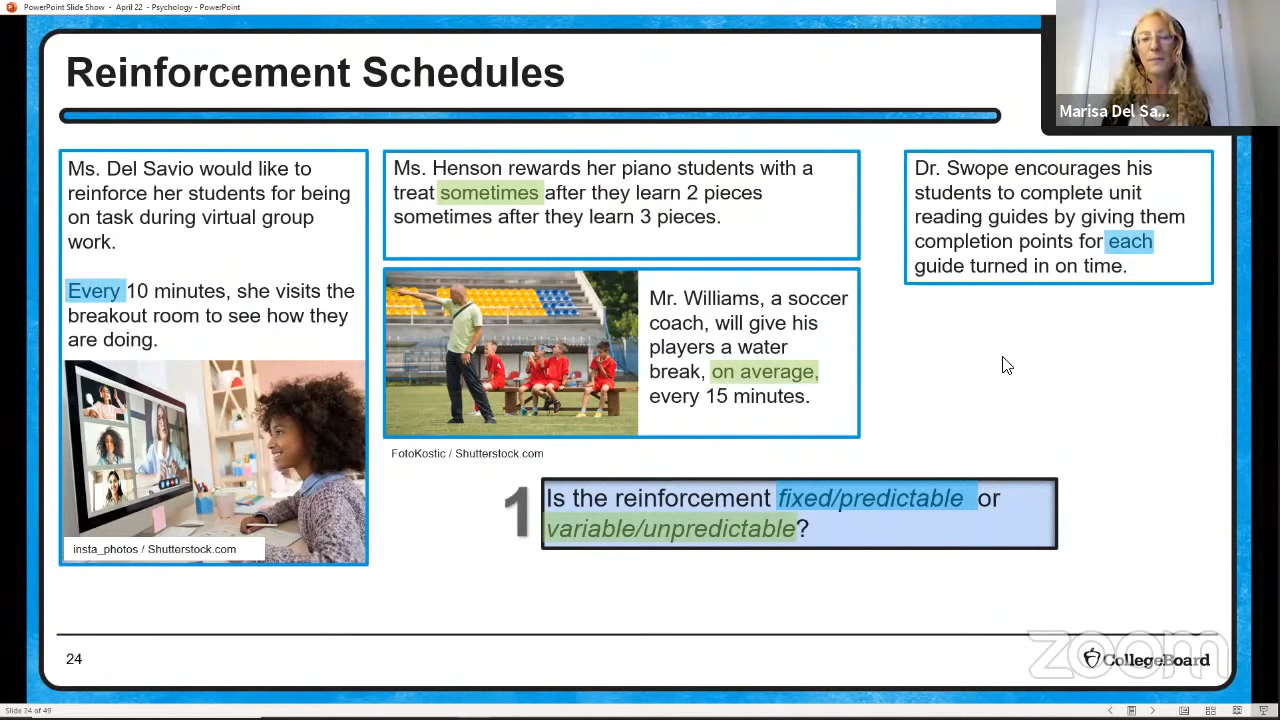 PowerPoint Slide Show - April 22 - Psychology - PowerPoint
Marisa Del Sa...
Reinforcement Schedules
Ms. Del Savio would like to
reinforce her students for being
on task during virtual group
work.
Every 10 minutes, she visits the
breakout room to see how they
are doing.
insta_photos / Shutterstock.com
Ms. Henson rewards her piano students with a
treat sometimes after they learn 2 pieces
sometimes after they learn 3 pieces.
Mr. Williams, a soccer
coach, will give his
players a water
break, on average,
every 15 minutes.
FotoKostic / Shutterstock.com
Dr. Swope encourages his
students to complete unit
reading guides by giving them
completion points for each
guide turned in on time.
1
Is the reinforcement fixed/predictable or
variable/unpredictable?
24
zoom
CollegeBoard
Slide 24 of 49